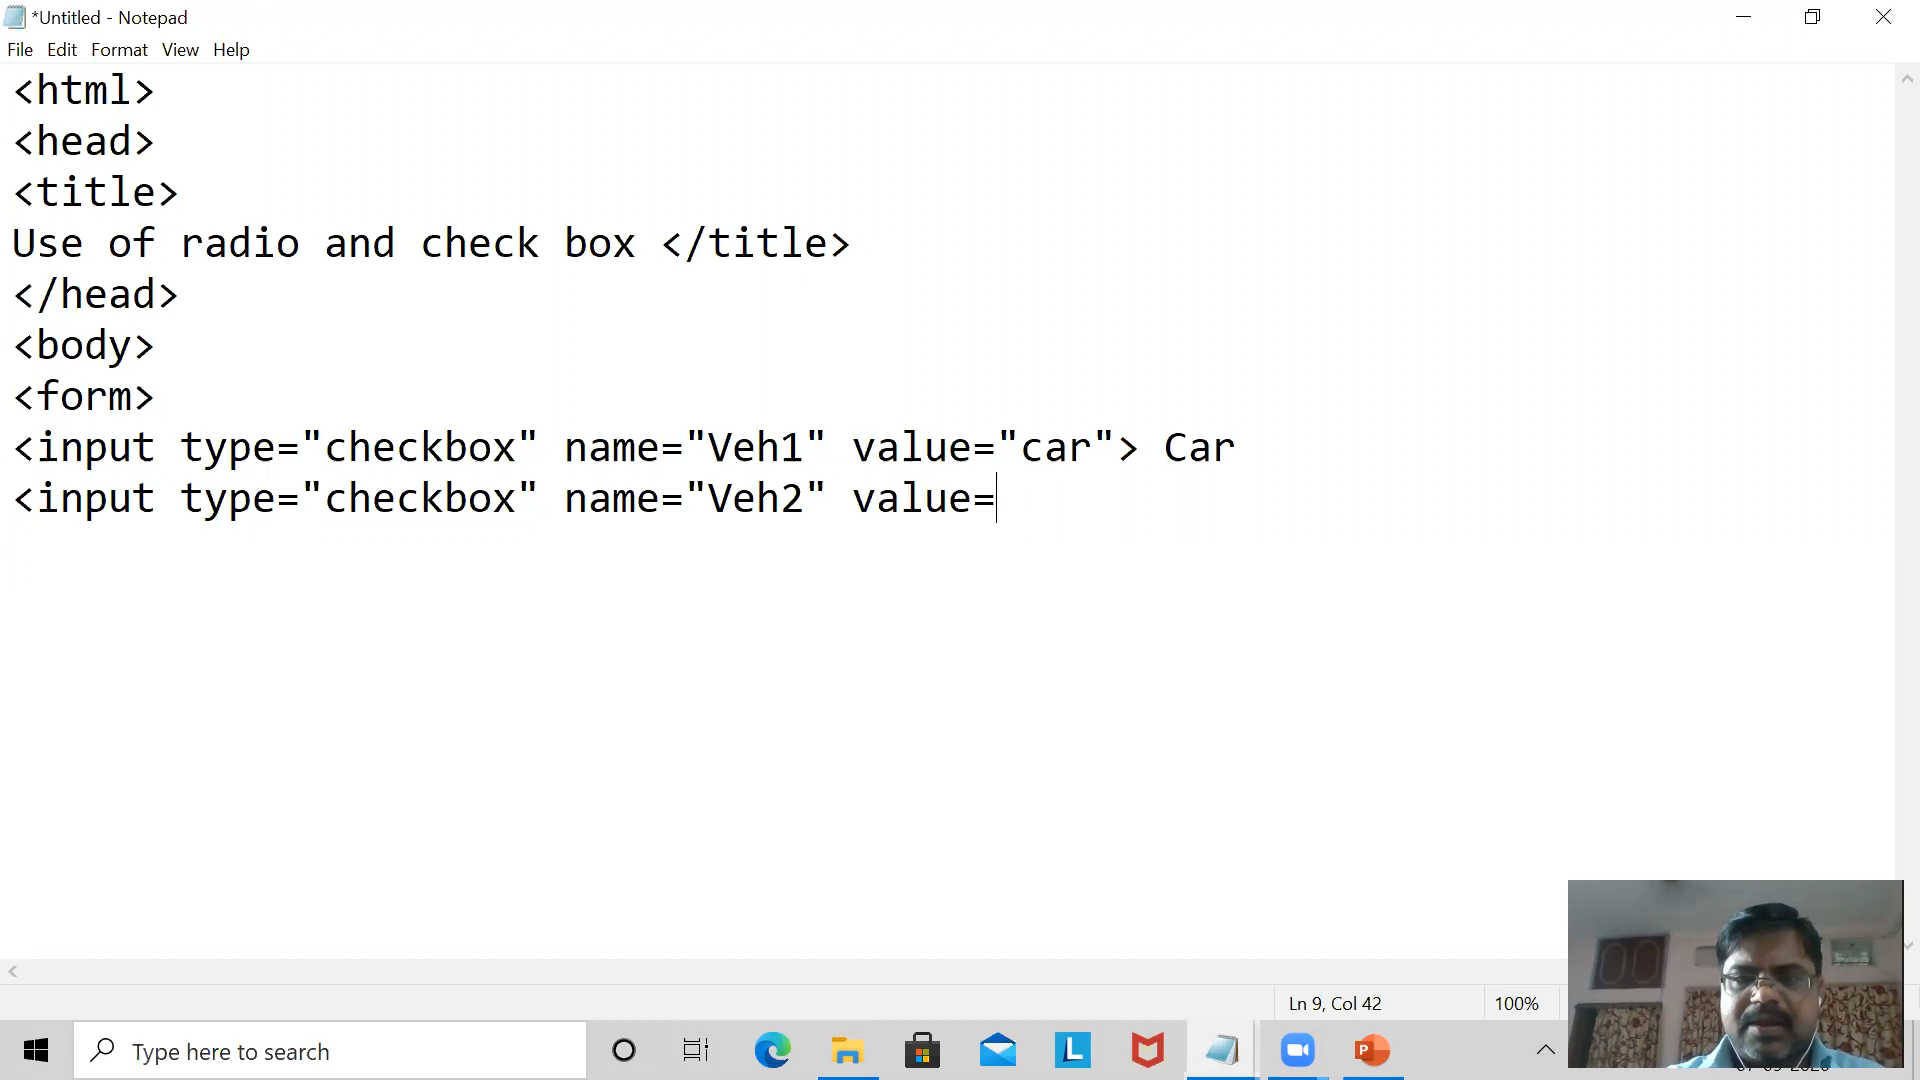 *Untitled - Notepad
File Edit Format View Help
<html>
<head>
<title>
Use of radio and check box </title>
</head>
<body>
<form>
<input type="checkbox" name="Veh1" value="car"> Car
<input type="checkbox" name="Veh2" value=
Ln 9, Col 42
100%
Type here to search